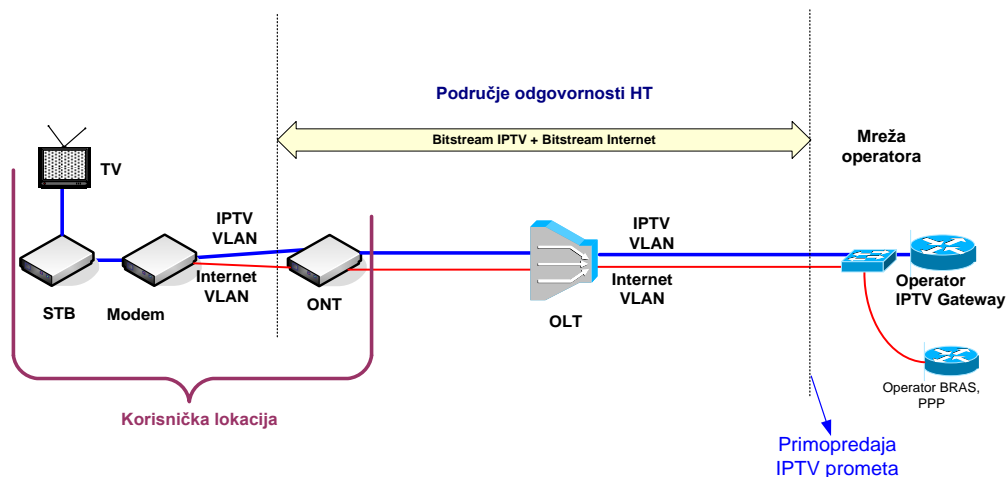 Područje odgovornosti HT
Bitstream IPTV + Bitstream Internet
Mreža
operatora
TV
IPTV
VLAN
Internet
VLAN
STB
Modem
ONT
OLT
IPTV
VLAN
Internet
VLAN
Operator
IPTV Gateway
Operator BRAS,
PPP
Korisnička lokacija
Primopredaja
IPTV prometa